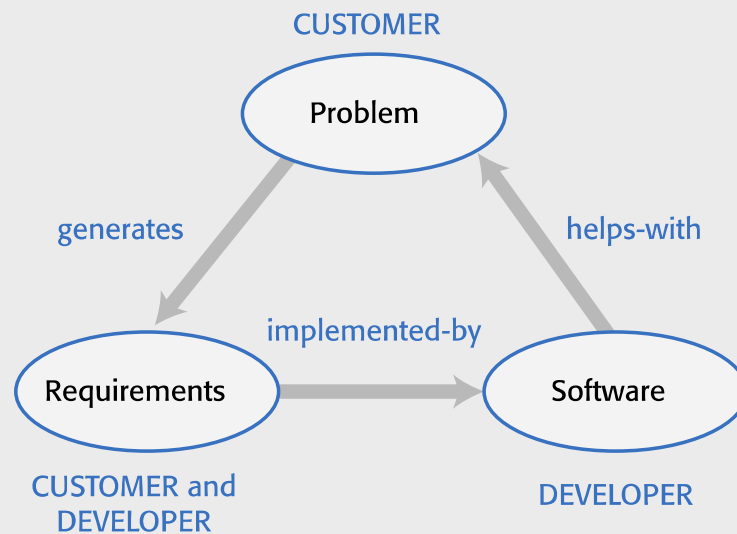 CUSTOMER
Problem
generates
helps-with
implemented-by
Requirements
Software
CUSTOMER and
DEVELOPER
DEVELOPER